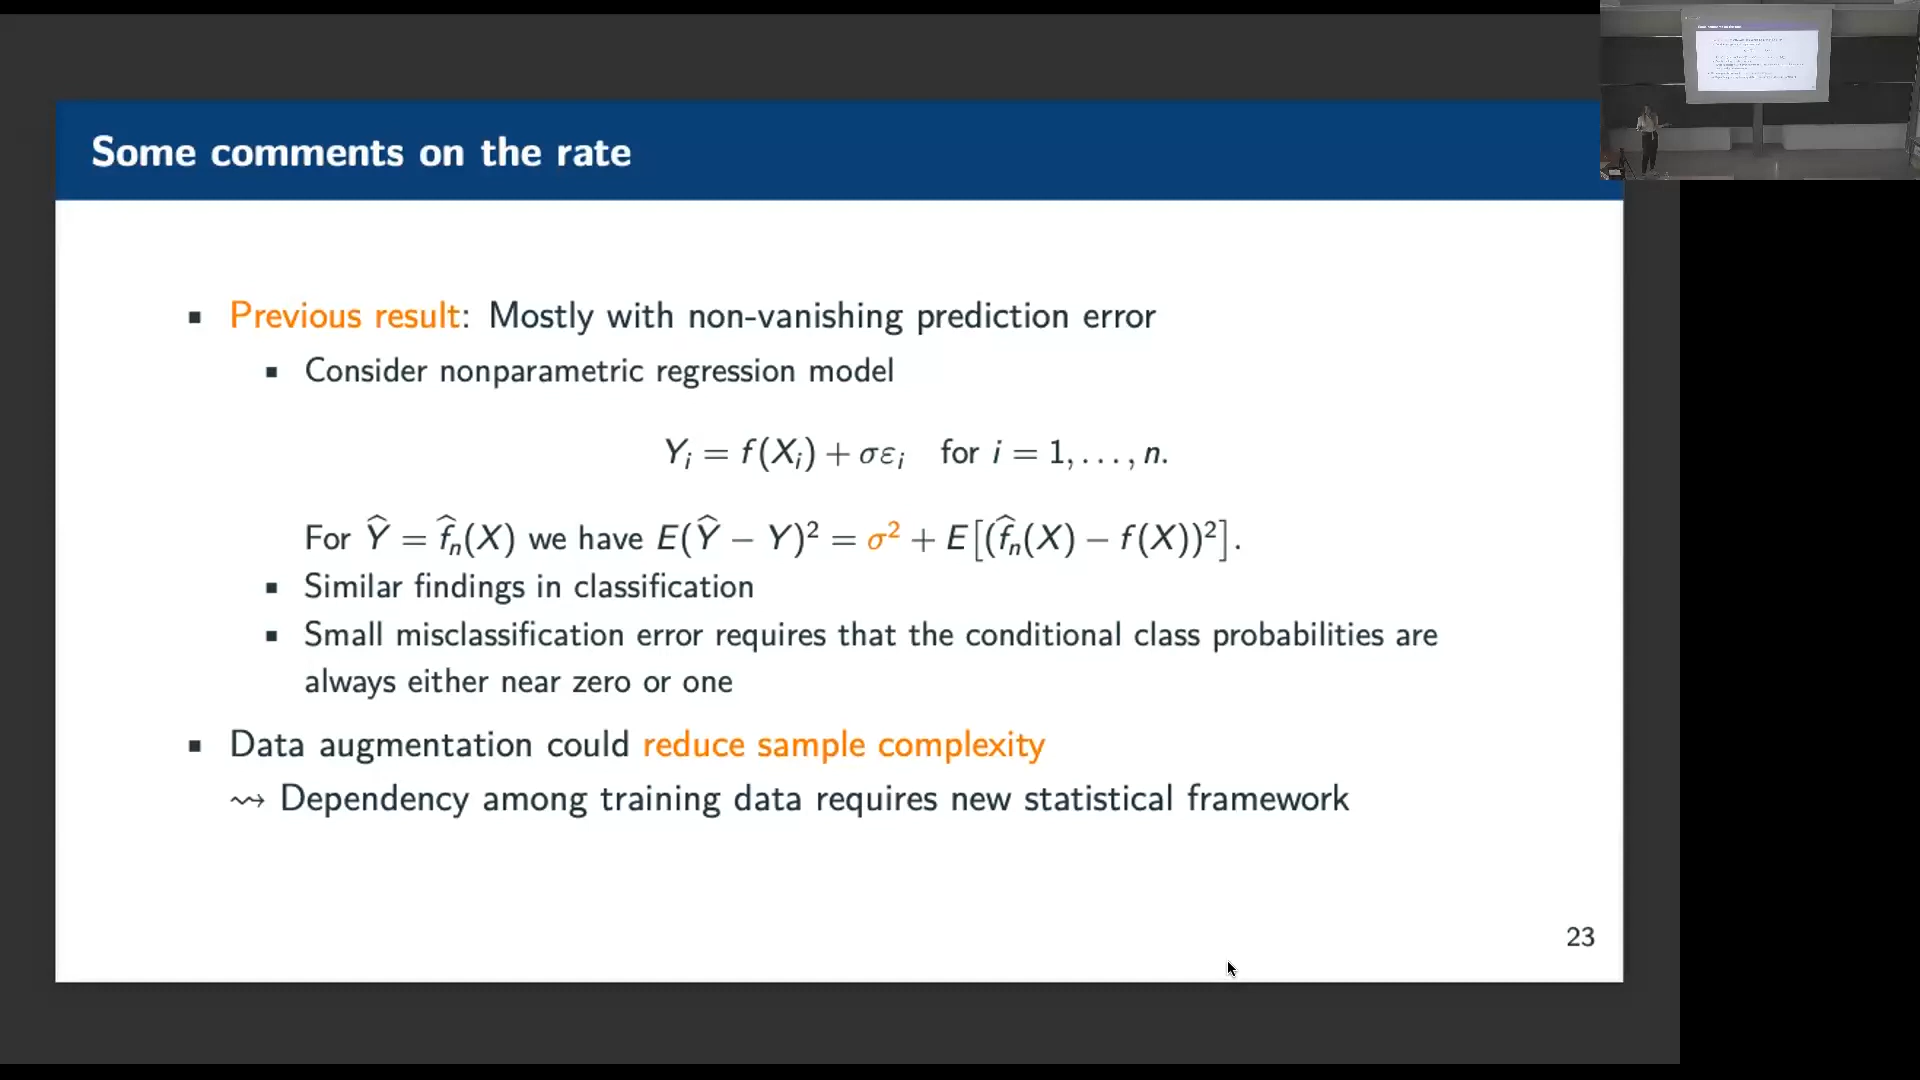 Some comments on the rate
▪ Previous result: Mostly with non-vanishing prediction error
▪ Consider nonparametric regression model
Y_i = f(X_i) + σε_i for i = 1, . . . , n.
For Ŷ = f̂_n(X) we have E(Ŷ − Y)² = σ² + E[(f̂_n(X) − f(X))²].
▪ Similar findings in classification
▪ Small misclassification error requires that the conditional class probabilities are
always either near zero or one
▪ Data augmentation could reduce sample complexity
⇝ Dependency among training data requires new statistical framework
23